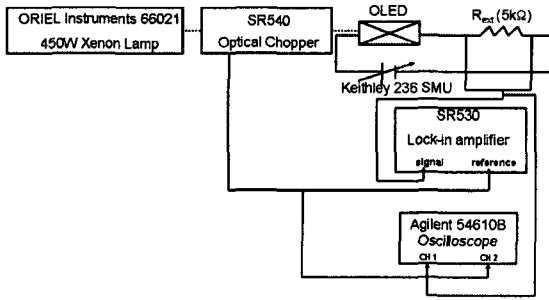 ORIEL Instruments 66021
450W Xenon Lamp
SR540
Optical Chopper
OLED
Rext (5kΩ)
Keithley 236 SMU
SR530
Lock-in amplifier
signal reference
Agilent 54610B
Oscilloscope
CH 1 CH 2